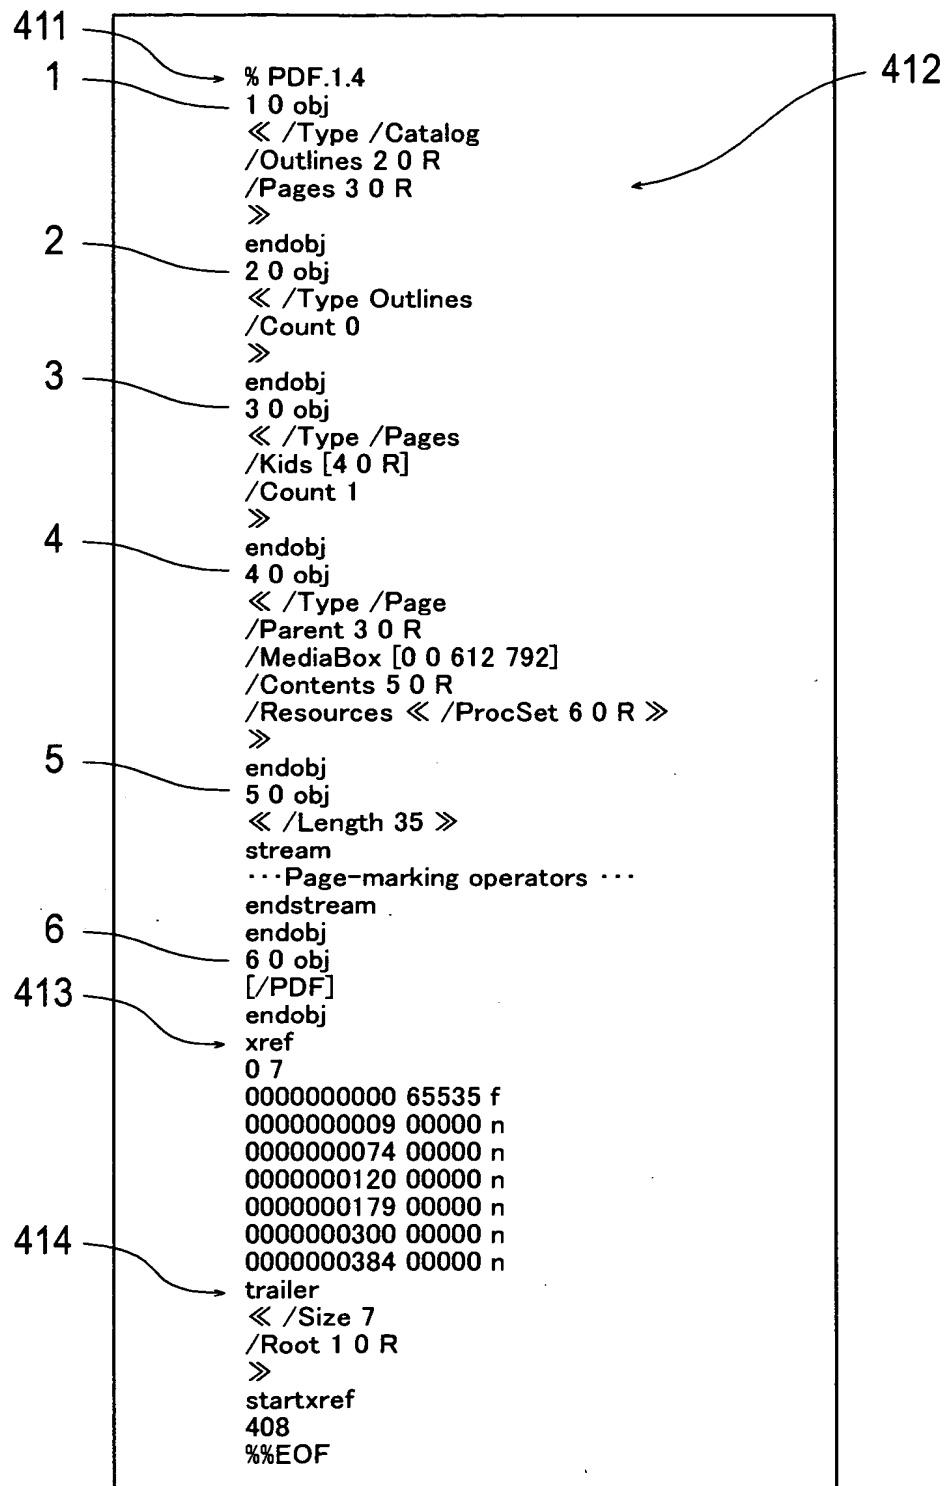 411
% PDF.1.4
412
1
1 0 obj
≪ /Type /Catalog
/Outlines 2 0 R
/Pages 3 0 R
≫
endobj
2
2 0 obj
≪ /Type Outlines
/Count 0
≫
endobj
3
3 0 obj
≪ /Type /Pages
/Kids [4 0 R]
/Count 1
≫
endobj
4
4 0 obj
≪ /Type /Page
/Parent 3 0 R
/MediaBox [0 0 612 792]
/Contents 5 0 R
/Resources ≪ /ProcSet 6 0 R ≫
≫
endobj
5
5 0 obj
≪ /Length 35 ≫
stream
···Page-marking operators ···
endstream
endobj
6
6 0 obj
[/PDF]
endobj
413
xref
0 7
0000000000 65535 f
0000000009 00000 n
0000000074 00000 n
0000000120 00000 n
0000000179 00000 n
0000000300 00000 n
0000000384 00000 n
414
trailer
≪ /Size 7
/Root 1 0 R
≫
startxref
408
%%EOF